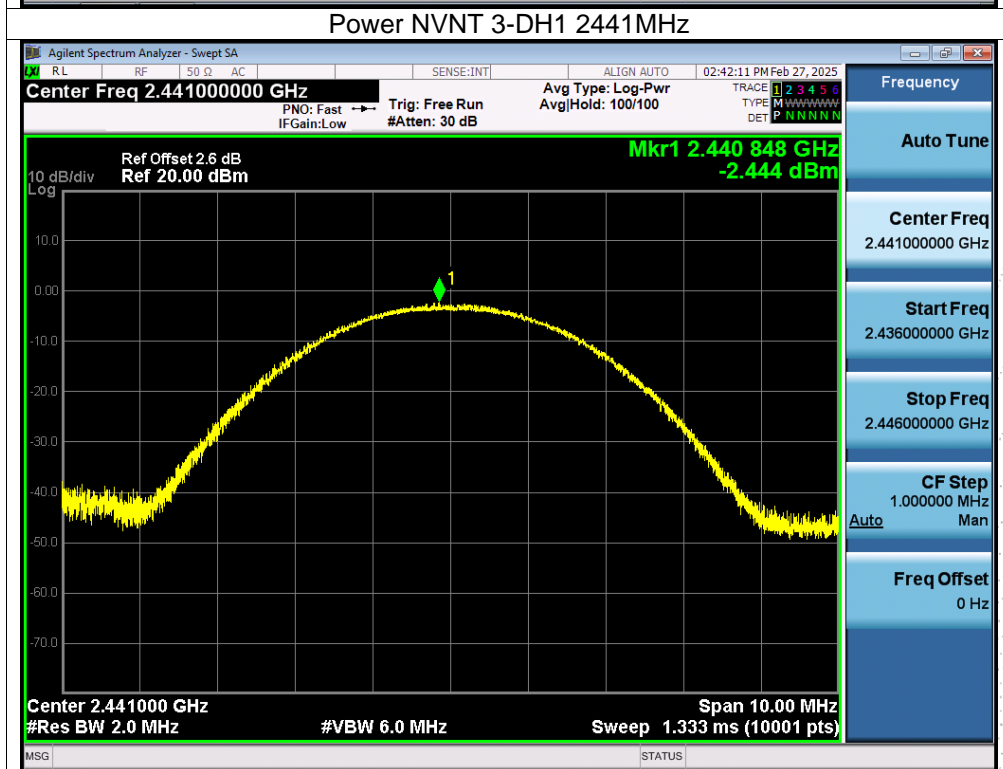 Power NVNT 3-DH1 2441MHz
Agilent Spectrum Analyzer - Swept SA
LXI RL RF 50 Ω AC SENSE:INT ALIGN AUTO 02:42:11 PM Feb 27, 2025
Center Freq 2.441000000 GHz
PNO: Fast
IFGain:Low
Trig: Free Run
#Atten: 30 dB
Avg Type: Log-Pwr
Avg|Hold: 100/100
TRACE 1 2 3 4 5 6
TYPE M WWWWW
DET P N N N N N
Mkr1 2.440 848 GHz
-2.444 dBm
Ref Offset 2.6 dB
10 dB/div Ref 20.00 dBm
Log
10.0
0.00
-10.0
-20.0
-30.0
-40.0
-50.0
-60.0
-70.0
1
Center 2.441000 GHz Span 10.00 MHz
#Res BW 2.0 MHz #VBW 6.0 MHz Sweep 1.333 ms (10001 pts)
MSG STATUS
Frequency
Auto Tune
Center Freq
2.441000000 GHz
Start Freq
2.436000000 GHz
Stop Freq
2.446000000 GHz
CF Step
1.000000 MHz
Auto Man
Freq Offset
0 Hz